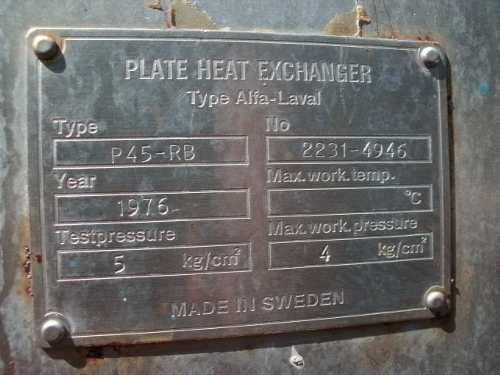 PLATE HEAT EXCHANGER
Type Alfa-Laval
Type No
P45-RB 2231-4946
Year Max.work.temp.
1976 °C
Testpressure Max.work.pressure
5 kg/cm² 4 kg/cm²
MADE IN SWEDEN